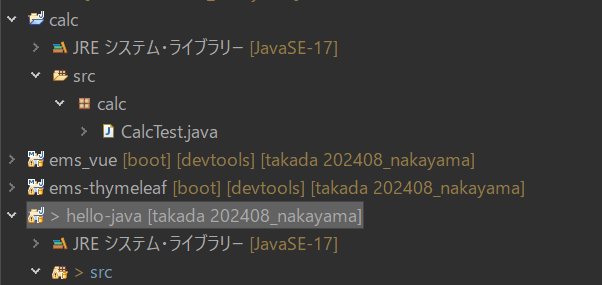 calc
JRE システム・ライブラリー [JavaSE-17]
src
calc
CalcTest.java
ems_vue [boot] [devtools] [takada 202408_nakayama]
ems-thymeleaf [boot] [devtools] [takada 202408_nakayama]
> hello-java [takada 202408_nakayama]
JRE システム・ライブラリー [JavaSE-17]
> src